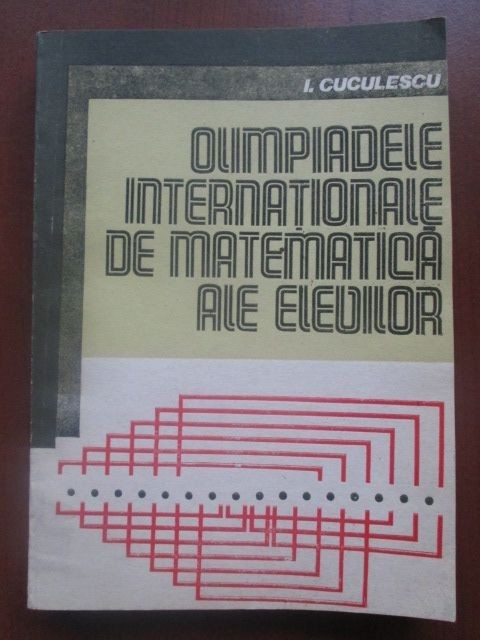 I. CUCULESCU
OLIMPIADELE
INTERNAȚIONALE
DE MATEMATICĂ
ALE ELEVILOR